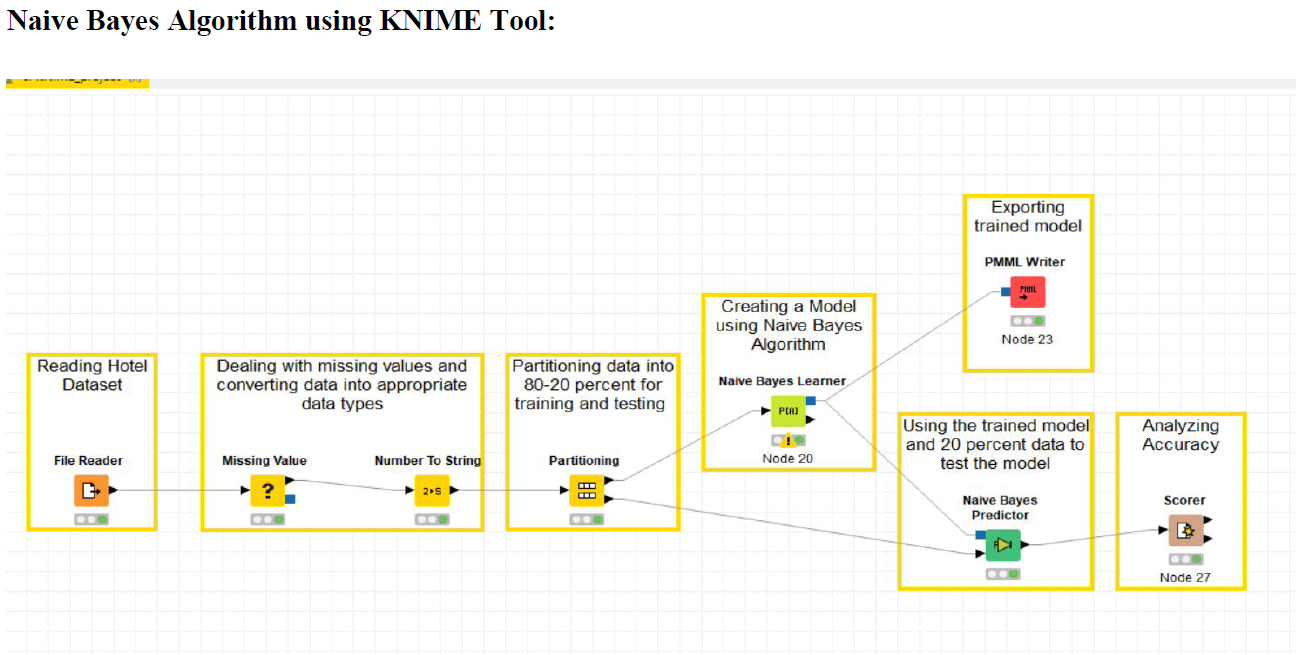 Naive Bayes Algorithm using KNIME Tool:
Exporting
trained model
PMML Writer
PMML
Node 23
Creating a Model
using Naive Bayes
Algorithm
Naive Bayes Learner
P[A]
Node 20
Reading Hotel
Dataset
File Reader
Dealing with missing values and
converting data into appropriate
data types
Missing Value
?
Number To String
2▸S
Partitioning data into
80-20 percent for
training and testing
Partitioning
Using the trained model
and 20 percent data to
test the model
Naive Bayes
Predictor
Analyzing
Accuracy
Scorer
Node 27